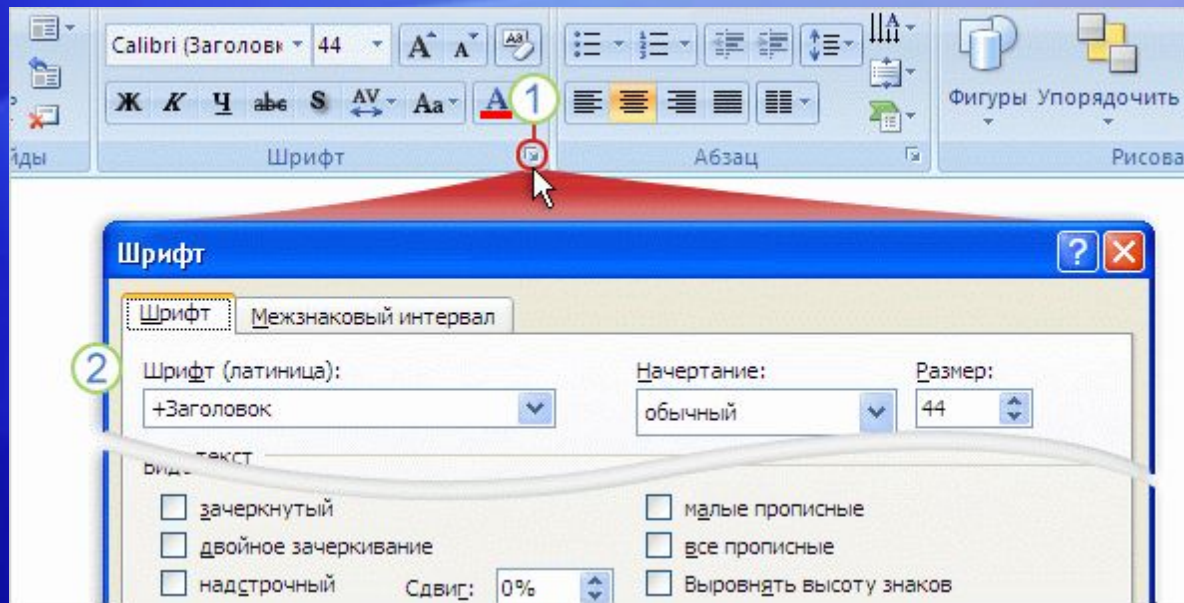 Calibri (Заголовк 44
Ж К Ч abc S AV Aa А 1
Фигуры Упорядочить
йды Шрифт Абзац Рисова
Шрифт
Шрифт Межзнаковый интервал
2 Шрифт (латиница): Начертание: Размер:
+Заголовок обычный 44
текст
зачеркнутый малые прописные
двойное зачеркивание все прописные
надстрочный Сдвиг: 0% Выровнять высоту знаков